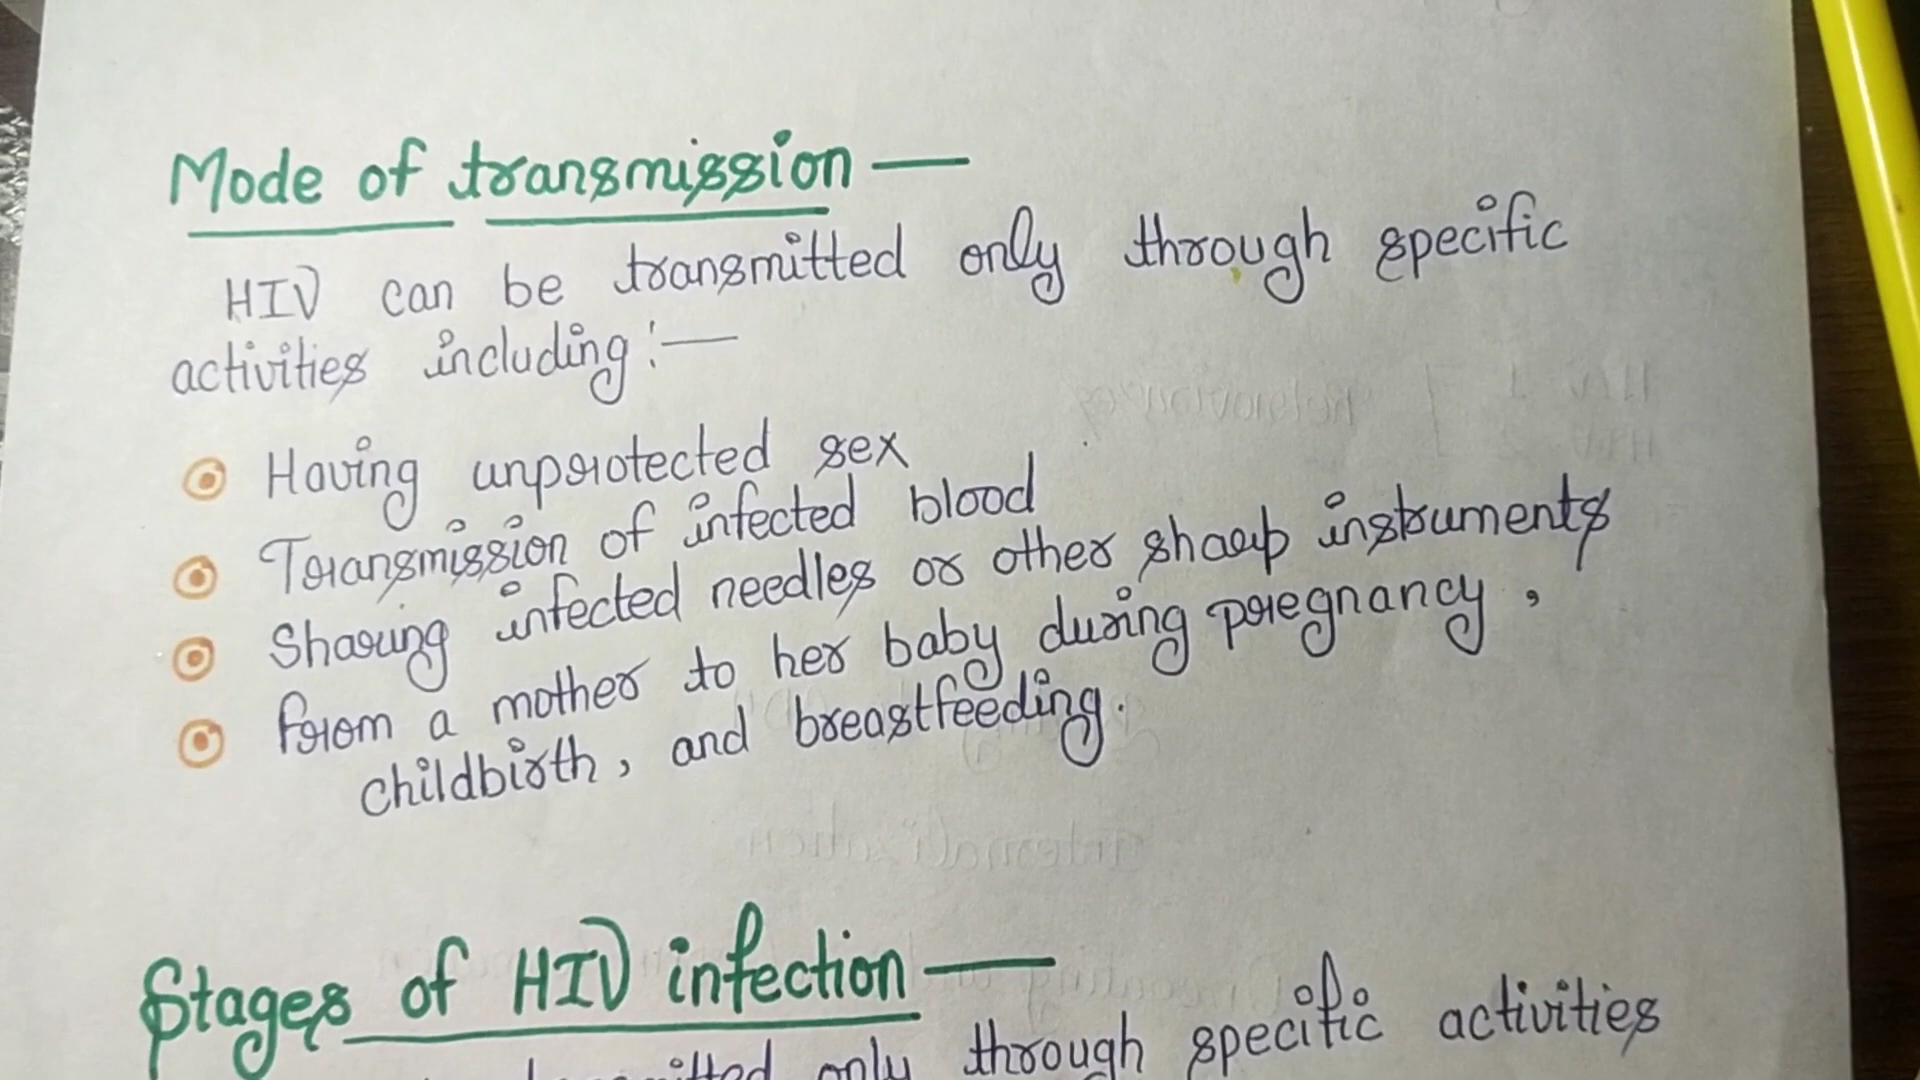 Mode of transmission —
HIV can be transmitted only through specific
activities including :—
Having unprotected sex
Transmission of infected blood
Sharing infected needles or other sharp instruments
from a mother to her baby during pregnancy,
childbirth, and breastfeeding.
Stages of HIV infection —
transmitted only through specific activities